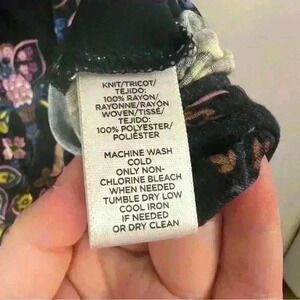 KNIT/TRICOT/
TEJIDO:
100% RAYON/
RAYONNE/RAYÓN
WOVEN/TISSÉ/
TEJIDO:
100% POLYESTER/
POLIÉSTER
MACHINE WASH
COLD
ONLY NON-
CHLORINE BLEACH
WHEN NEEDED
TUMBLE DRY LOW
COOL IRON
IF NEEDED
OR DRY CLEAN